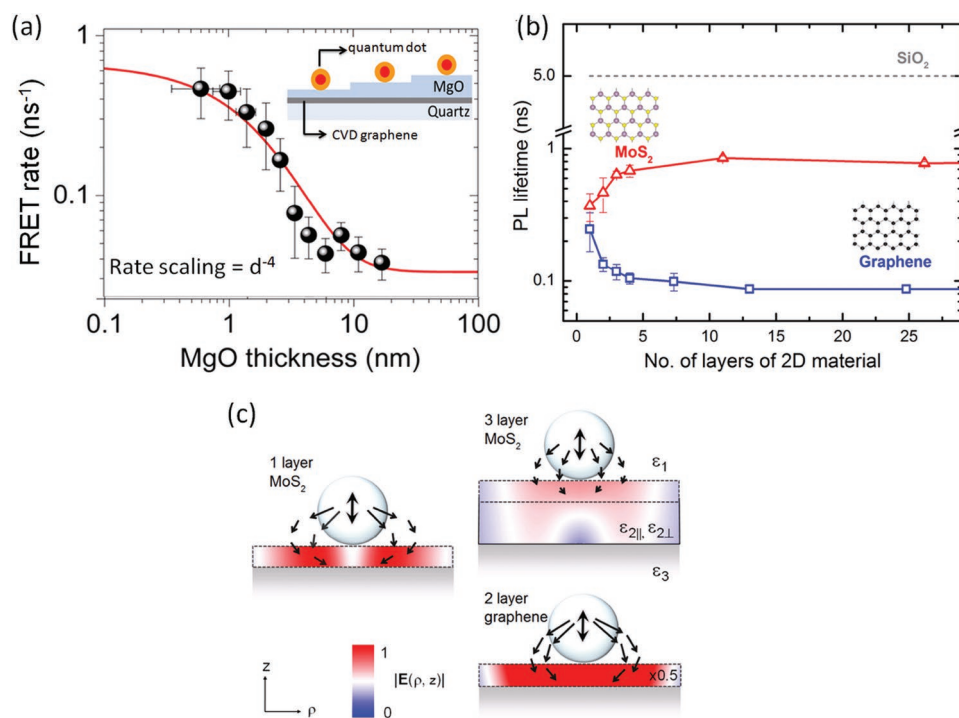 (a)
FRET rate (ns⁻¹)
0.1
0.1
1
10
100
MgO thickness (nm)
Rate scaling = d⁻⁴
quantum dot
MgO
Quartz
CVD graphene
(b)
PL lifetime (ns)
5.0
1
0.1
SiO₂
MoS₂
Graphene
0
5
10
15
20
25
No. of layers of 2D material
(c)
1 layer
MoS₂
3 layer
MoS₂
ε₁
ε₂∥, ε₂⊥
ε₃
2 layer
graphene
x0.5
z
ρ
1
|E(ρ, z)|
0